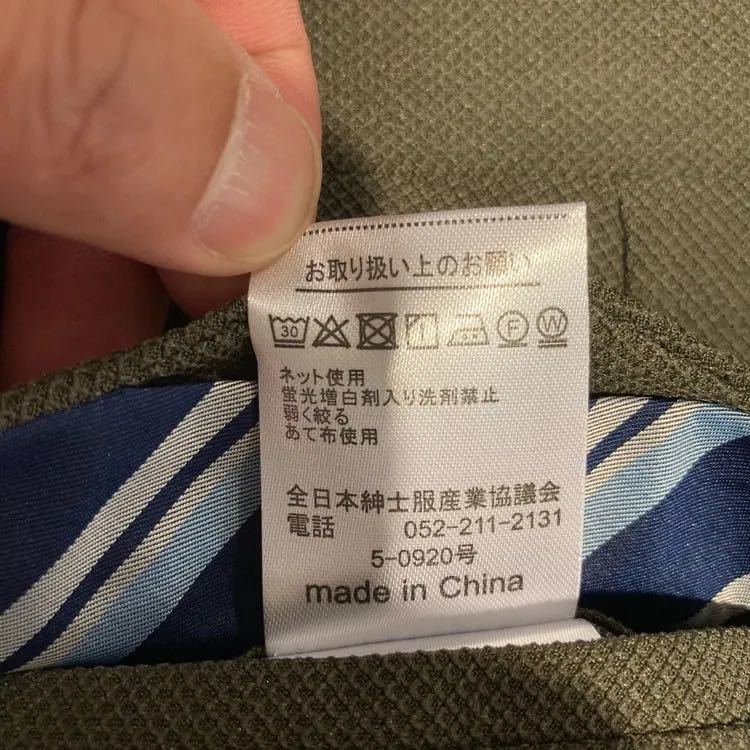 お取り扱い上のお願い
30 F W
ネット使用
蛍光増白剤入り洗剤禁止
弱く絞る
あて布使用
全日本紳士服産業協議会
電話 052-211-2131
5-0920号
made in China